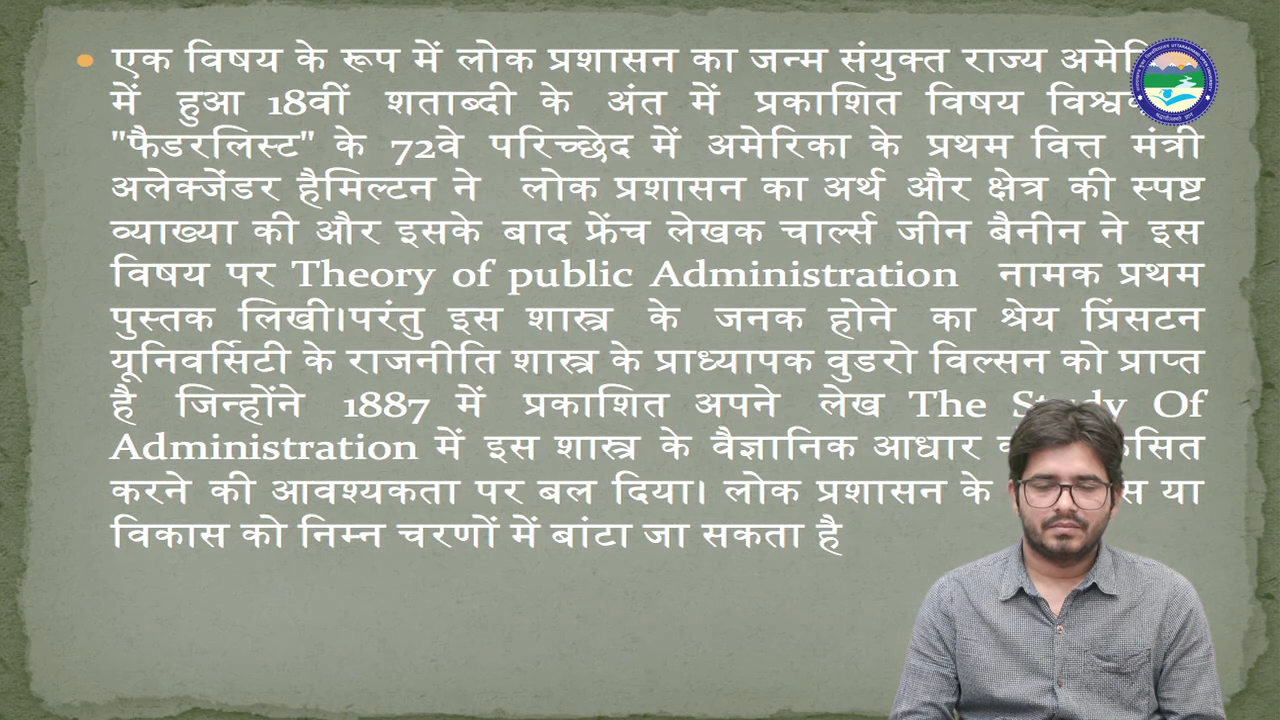 एक विषय के रूप में लोक प्रशासन का जन्म संयुक्त राज्य
में हुआ 18वीं शताब्दी के अंत में प्रकाशित विषय
"फैडरलिस्ट" के 72वे परिच्छेद में अमेरिका के प्रथम वित्त मंत्री
अलेक्जेंडर हैमिल्टन ने लोक प्रशासन का अर्थ और क्षेत्र की स्पष्ट
व्याख्या की और इसके बाद फ्रेंच लेखक चार्ल्स जीन बैनीन ने इस
विषय पर Theory of public Administration नामक प्रथम
पुस्तक लिखी।परंतु इस शास्त्र के जनक होने का श्रेय प्रिंसटन
यूनिवर्सिटी के राजनीति शास्त्र के प्राध्यापक वुडरो विल्सन को प्राप्त
है जिन्होंने 1887 में प्रकाशित अपने लेख The Study Of
Administration में इस शास्त्र के वैज्ञानिक आधार
करने की आवश्यकता पर बल दिया। लोक प्रशासन के या
विकास को निम्न चरणों में बांटा जा सकता है